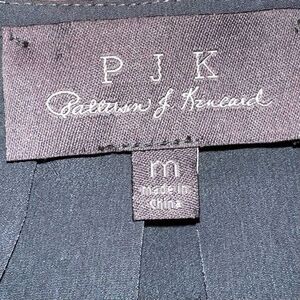 P J K
Patterson J. Kincaid
m
made in
China